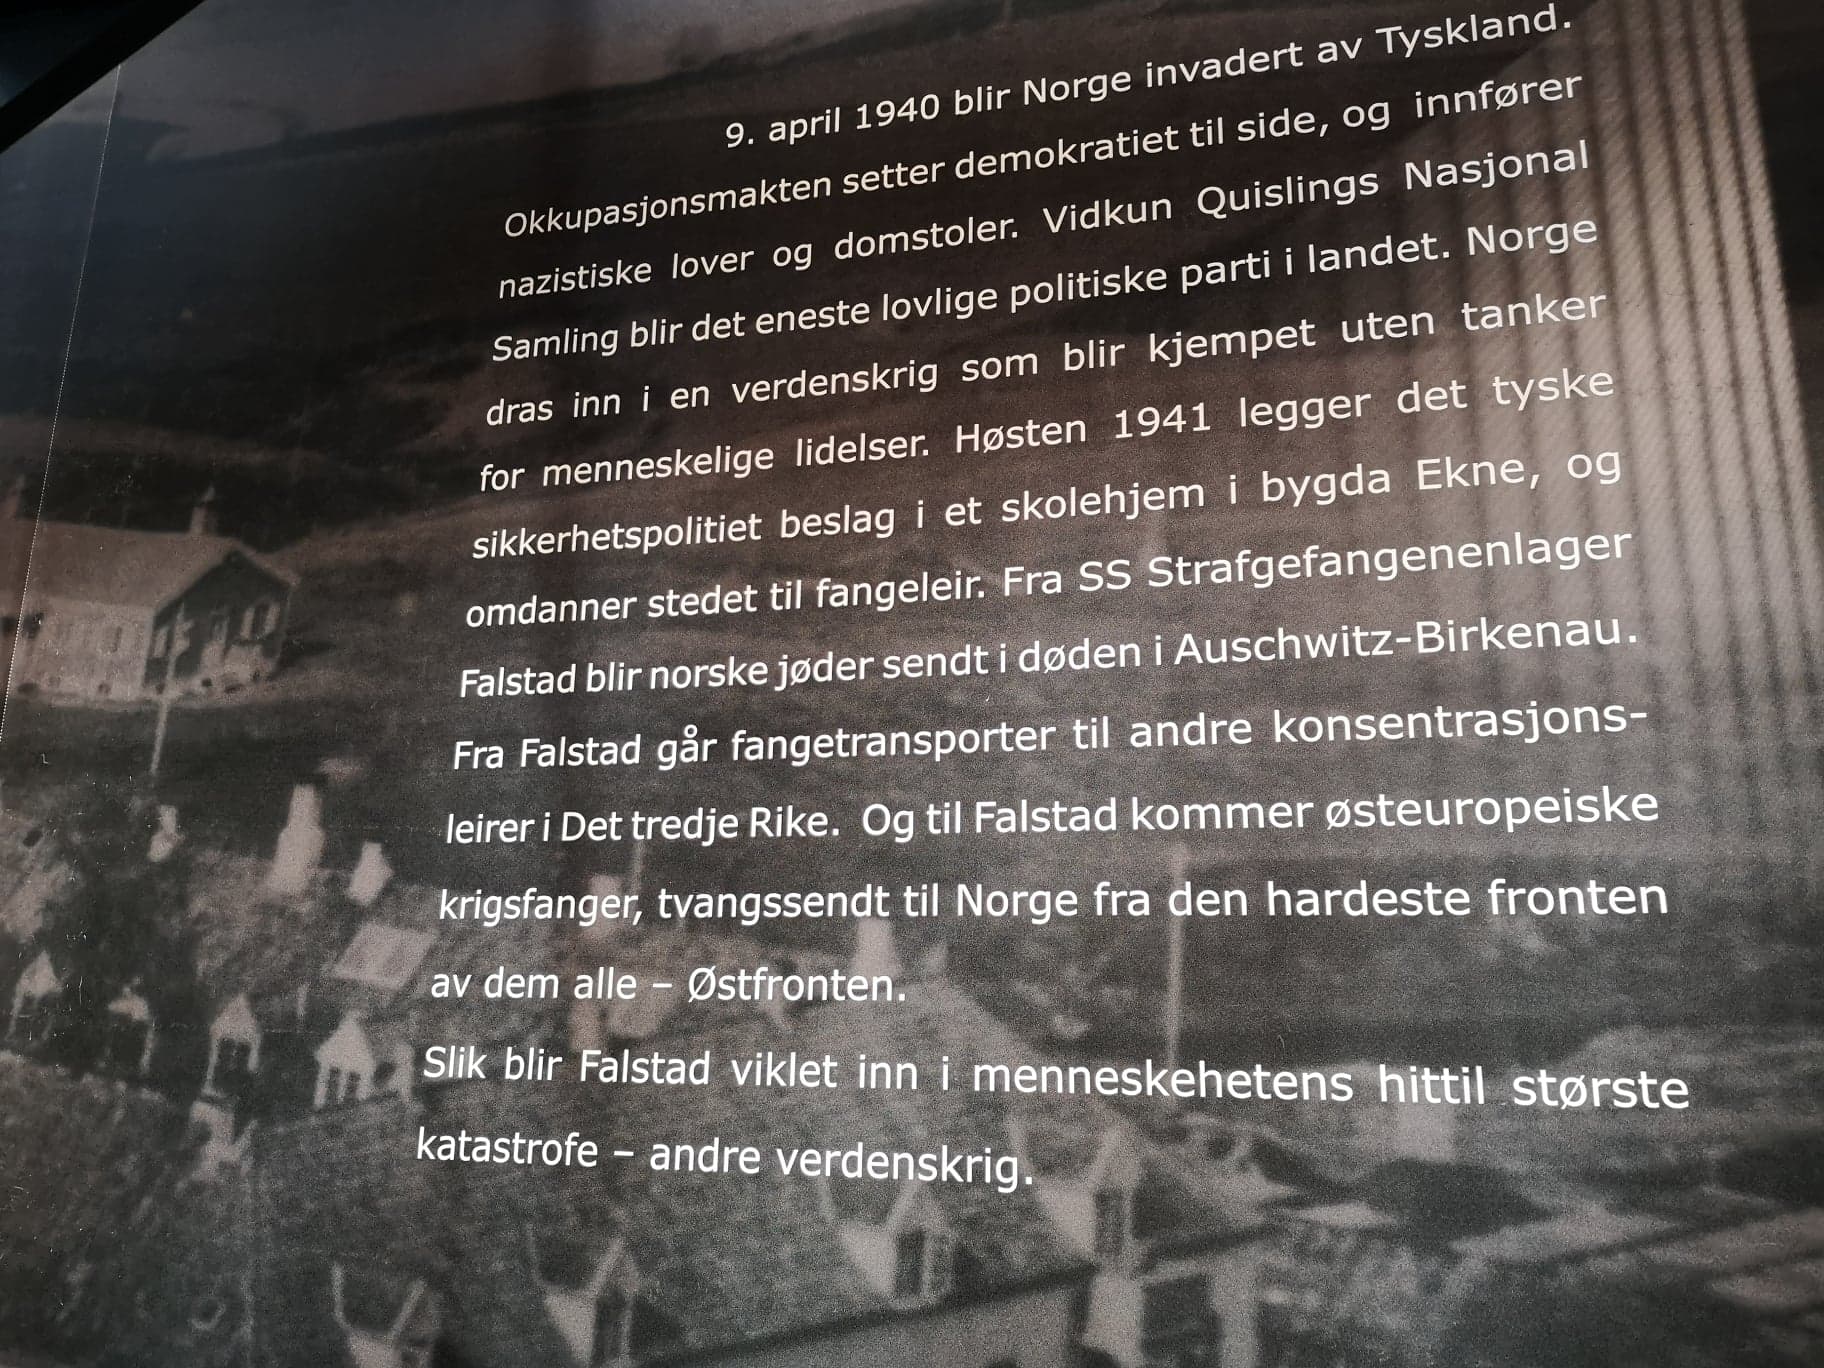 9. april 1940 blir Norge invadert av Tyskland.
Okkupasjonsmakten setter demokratiet til side, og innfører
nazistiske lover og domstoler. Vidkun Quislings Nasjonal
Samling blir det eneste lovlige politiske parti i landet. Norge
dras inn i en verdenskrig som blir kjempet uten tanker
for menneskelige lidelser. Høsten 1941 legger det tyske
sikkerhetspolitiet beslag i et skolehjem i bygda Ekne, og
omdanner stedet til fangeleir. Fra SS Strafgefangenenlager
Falstad blir norske jøder sendt i døden i Auschwitz-Birkenau.
Fra Falstad går fangetransporter til andre konsentrasjons-
leirer i Det tredje Rike. Og til Falstad kommer østeuropeiske
krigsfanger, tvangssendt til Norge fra den hardeste fronten
av dem alle – Østfronten.
Slik blir Falstad viklet inn i menneskehetens hittil største
katastrofe – andre verdenskrig.